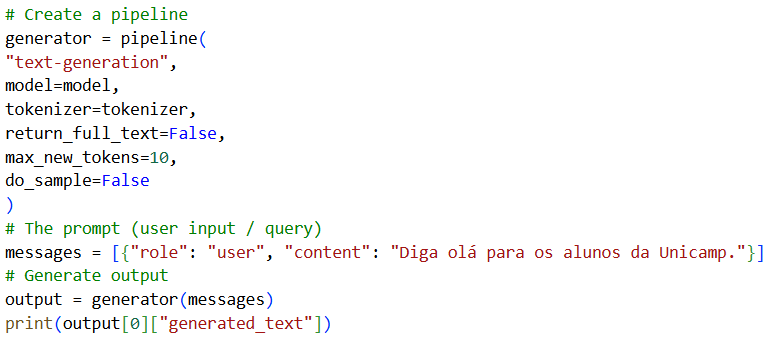 # Create a pipeline
generator = pipeline(
"text-generation",
model=model,
tokenizer=tokenizer,
return_full_text=False,
max_new_tokens=10,
do_sample=False
)
# The prompt (user input / query)
messages = [{"role": "user", "content": "Diga olá para os alunos da Unicamp."}]
# Generate output
output = generator(messages)
print(output[0]["generated_text"])